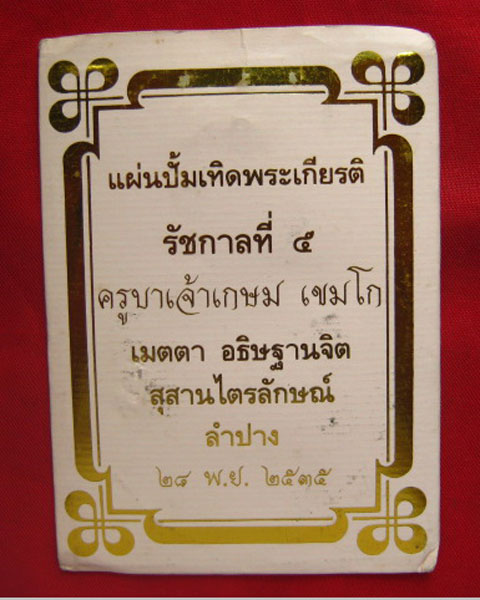 แผ่นปั้มเทิดพระเกียรติ
รัชกาลที่ ๕
ครูบาเจ้าเกษม เขมโก
เมตตา อธิษฐานจิต
สุสานไตรลักษณ์
ลำปาง
๒๘ พ.ย. ๒๕๓๕